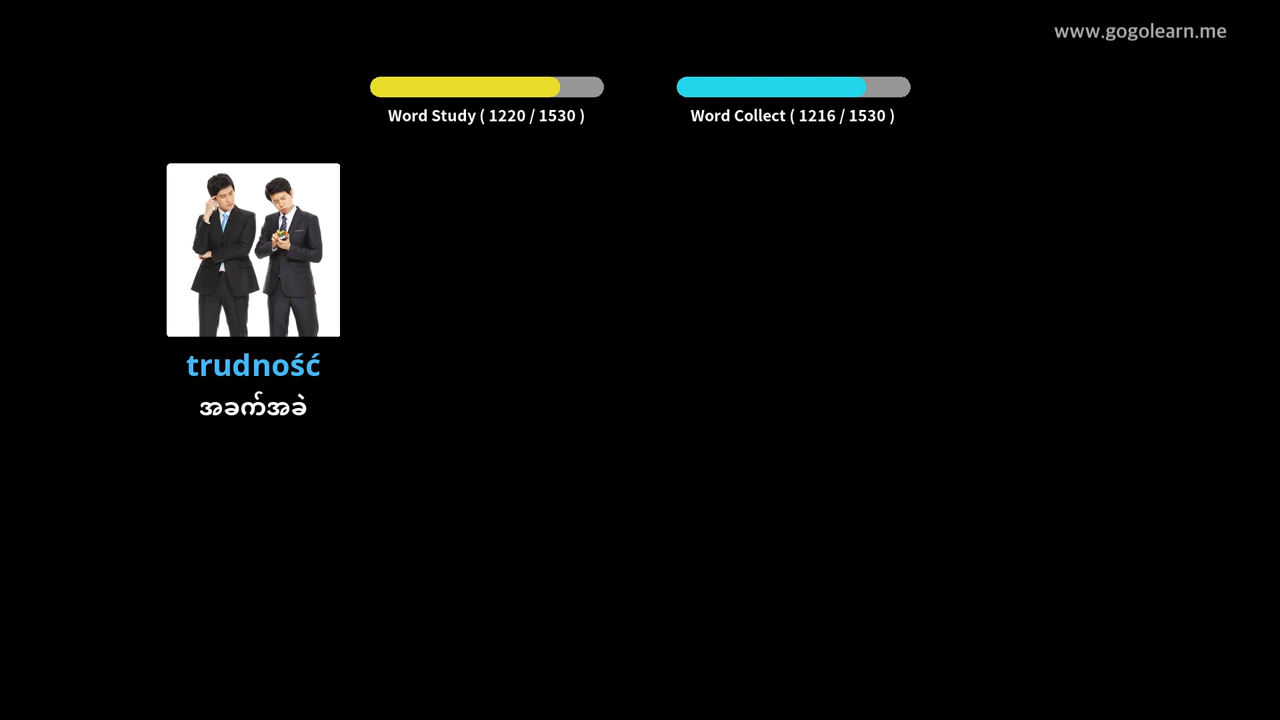 www.gogolearn.me
Word Study ( 1220 / 1530 )
Word Collect ( 1216 / 1530 )
trudność
အခက်အခဲ